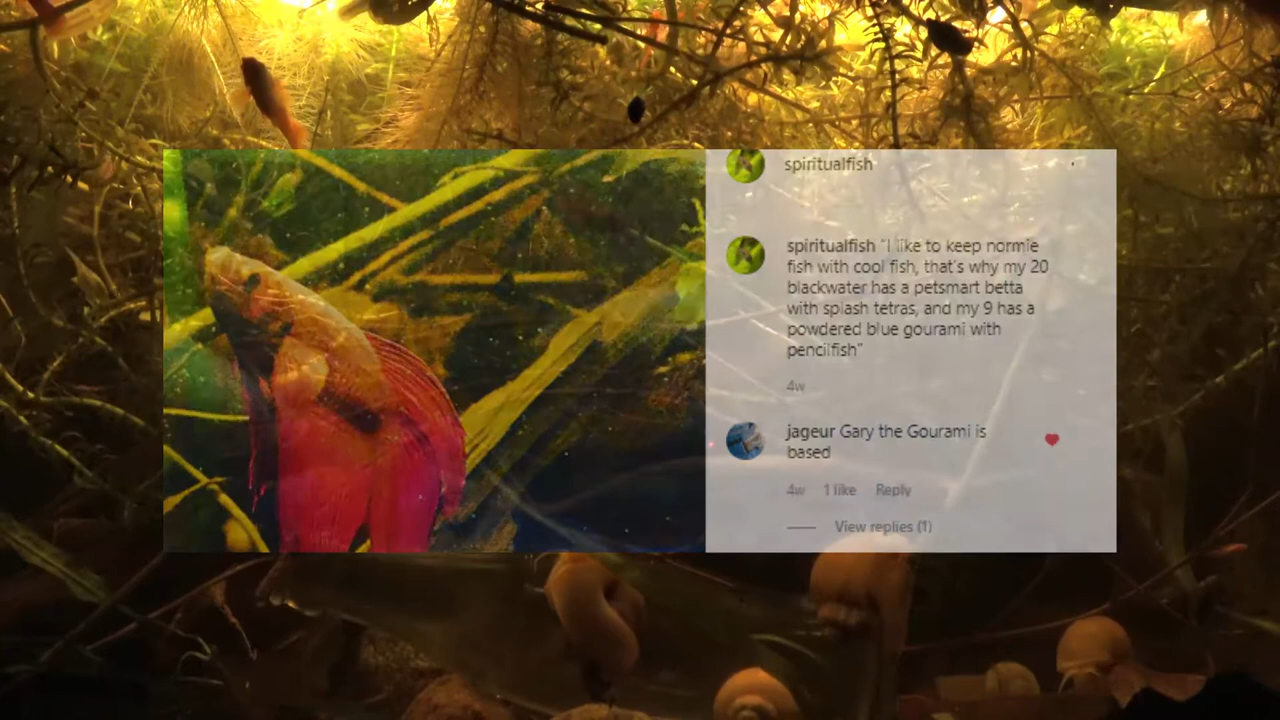 spiritualfish
spiritualfish "I like to keep normie
fish with cool fish, that's why my 20
blackwater has a petsmart betta
with splash tetras, and my 9 has a
powdered blue gourami with
pencilfish"
4w
jageur Gary the Gourami is
based
4w 1 like Reply
View replies (1)